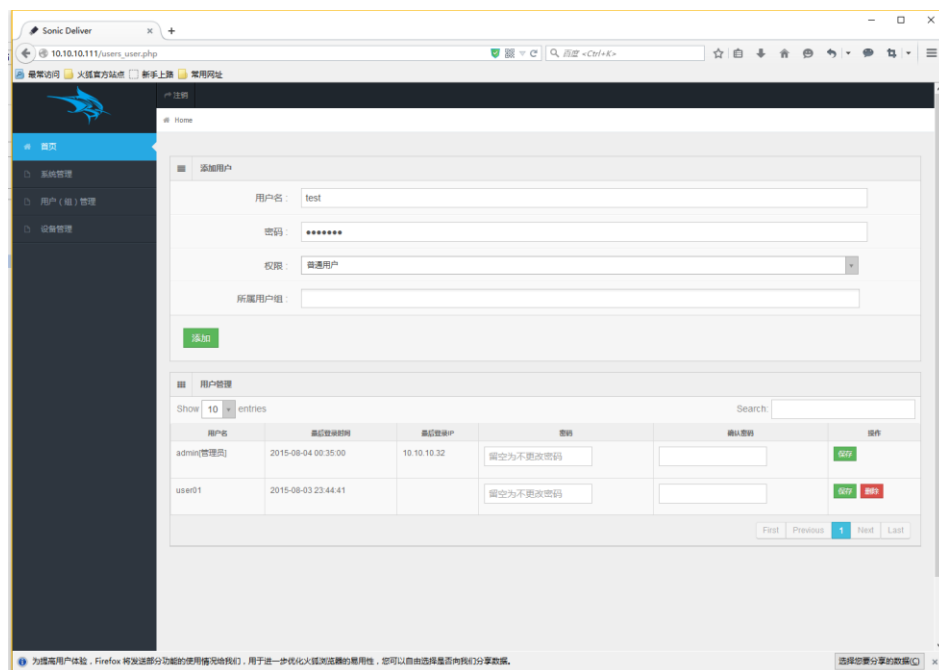 Sonic Deliver
10.10.10.111/users_user.php
百度 <Ctrl+K>
最常访问 火狐官方站点 新手上路 常用网址
注销
Home
首页
系统管理
用户（组）管理
设备管理
添加用户
用户名：
test
密码：
•••••••
权限：
普通用户
所属用户组：
添加
用户管理
Show 10 entries
Search:
用户名 最后登录时间 最后登录IP 密码 确认密码 操作
admin[管理员] 2015-08-04 00:35:00 10.10.10.32 留空为不更改密码 保存
user01 2015-08-03 23:44:41 留空为不更改密码 保存 删除
First Previous 1 Next Last
为提高用户体验，Firefox 将发送部分功能的使用情况给我们，用于进一步优化火狐浏览器的易用性，您可以自由选择是否向我们分享数据。
选择您要分享的数据(C)